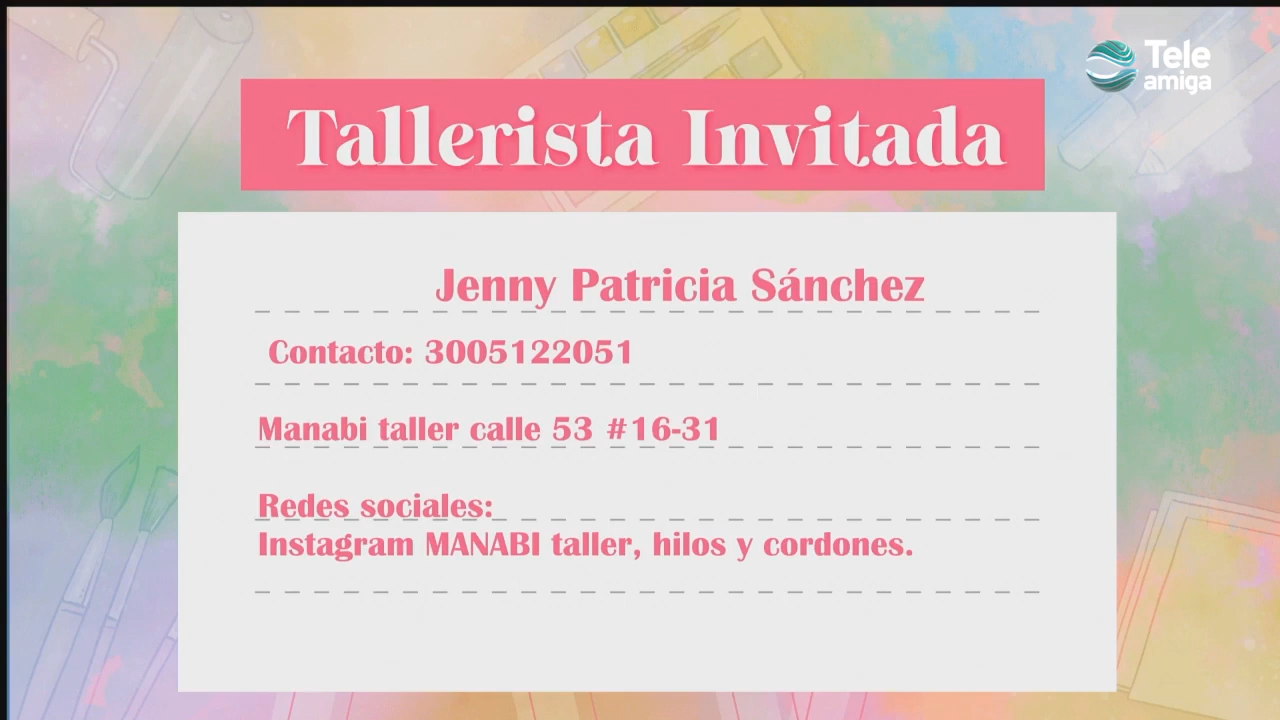 Tele
amiga
Tallerista Invitada
Jenny Patricia Sánchez
Contacto: 3005122051
Manabi taller calle 53 #16-31
Redes sociales:
Instagram MANABI taller, hilos y cordones.